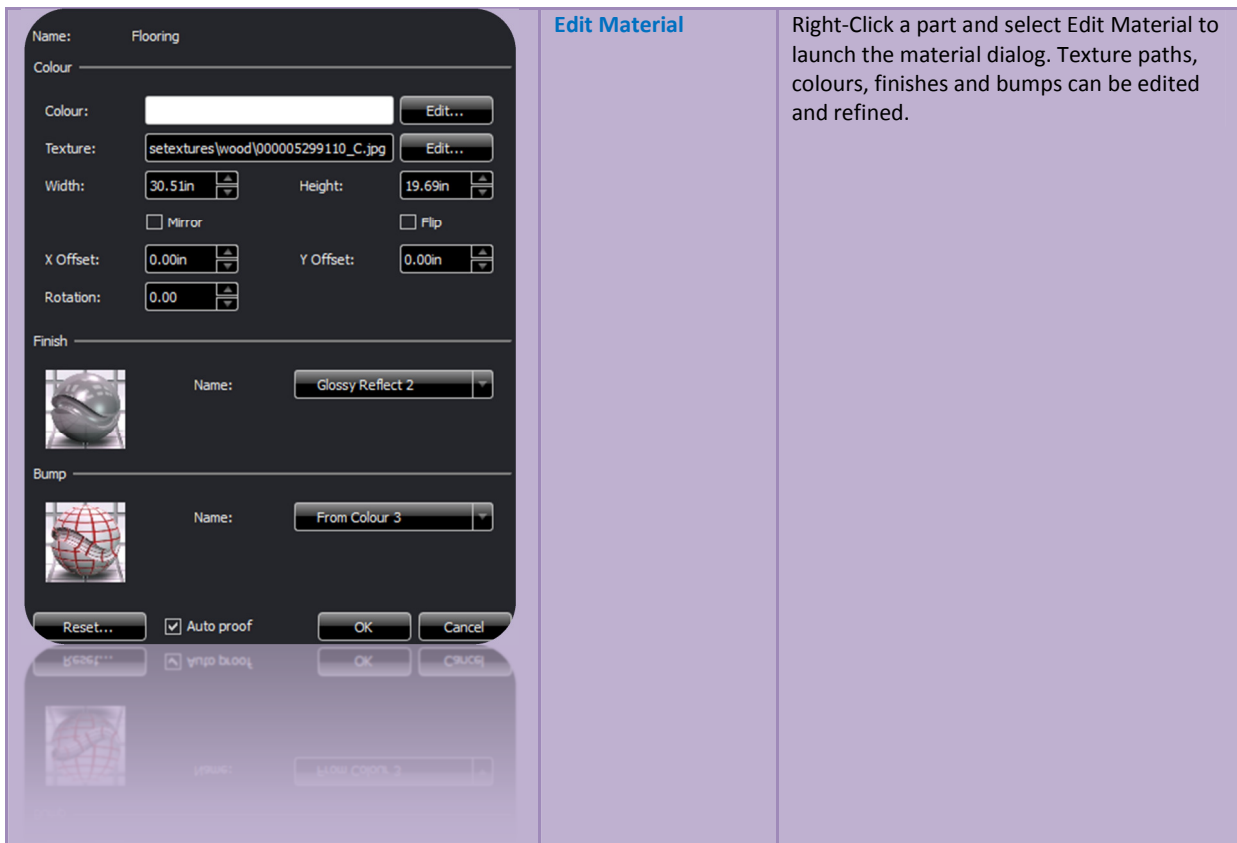 Name: Flooring
Colour
Colour: Edit...
Texture: setextures\wood\000005299110_C.jpg Edit...
Width: 30.51in Height: 19.69in
Mirror Flip
X Offset: 0.00in Y Offset: 0.00in
Rotation: 0.00
Finish
Name: Glossy Reflect 2
Bump
Name: From Colour 3
Reset... Auto proof OK Cancel
Edit Material
Right-Click a part and select Edit Material to
launch the material dialog. Texture paths,
colours, finishes and bumps can be edited
and refined.